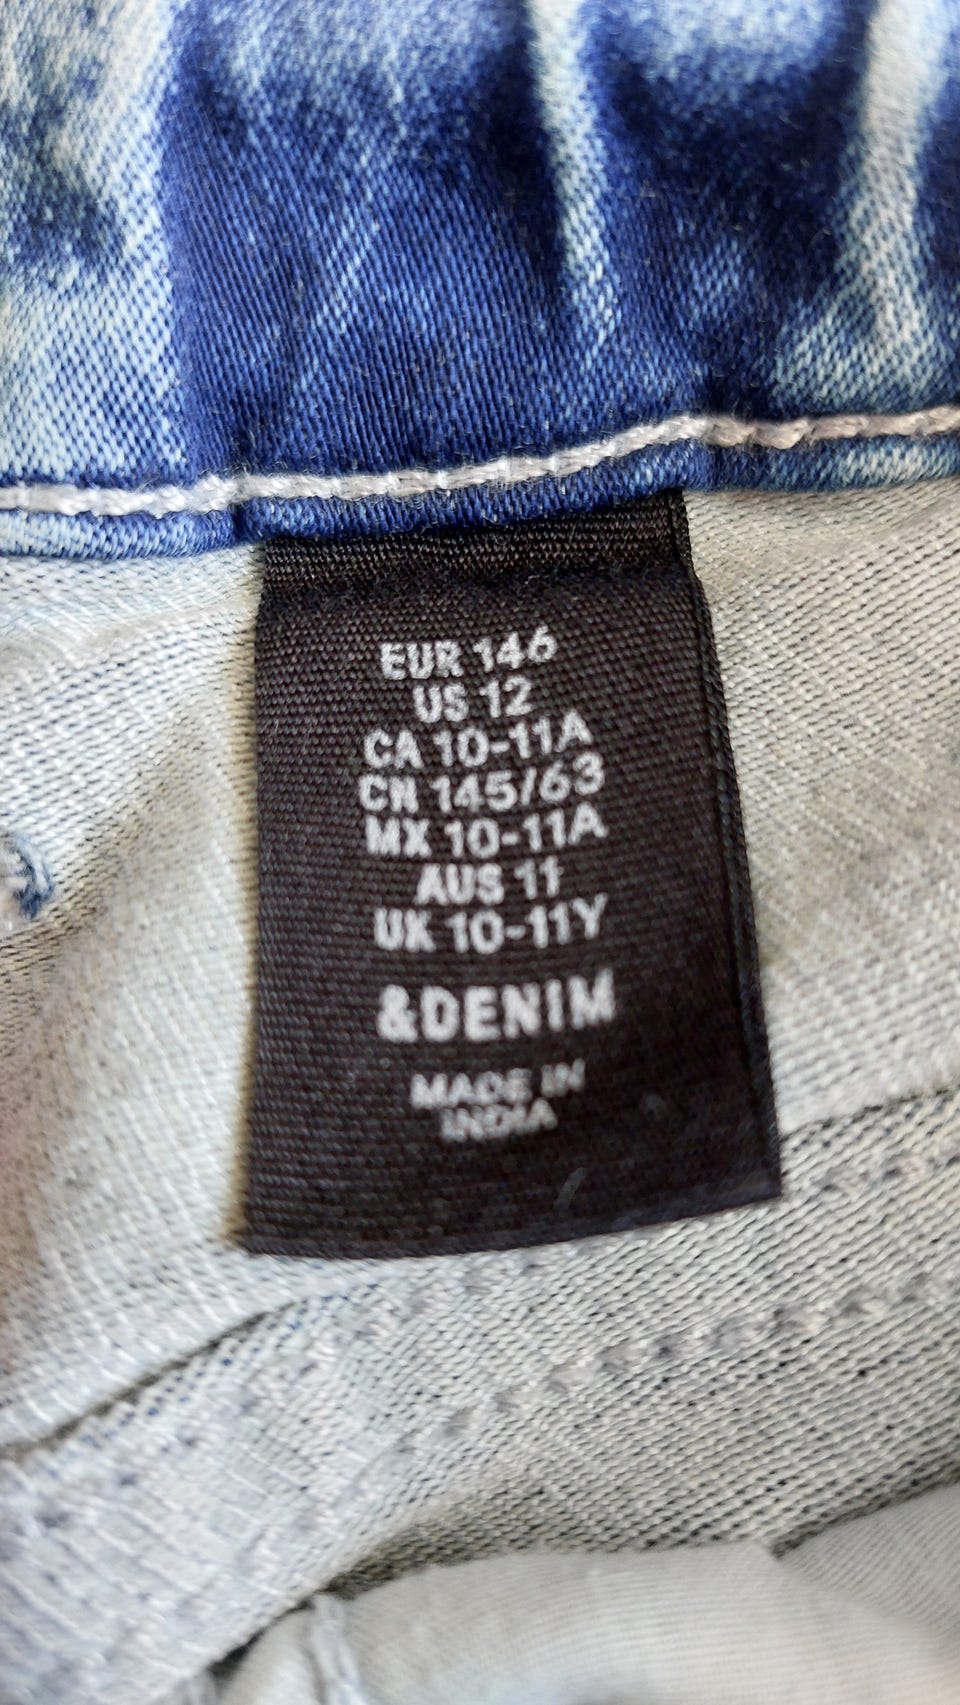 EUR 146
US 12
CA 10-11A
CN 145/63
MX 10-11A
AUS 11
UK 10-11Y
&DENIM
MADE IN
INDIA